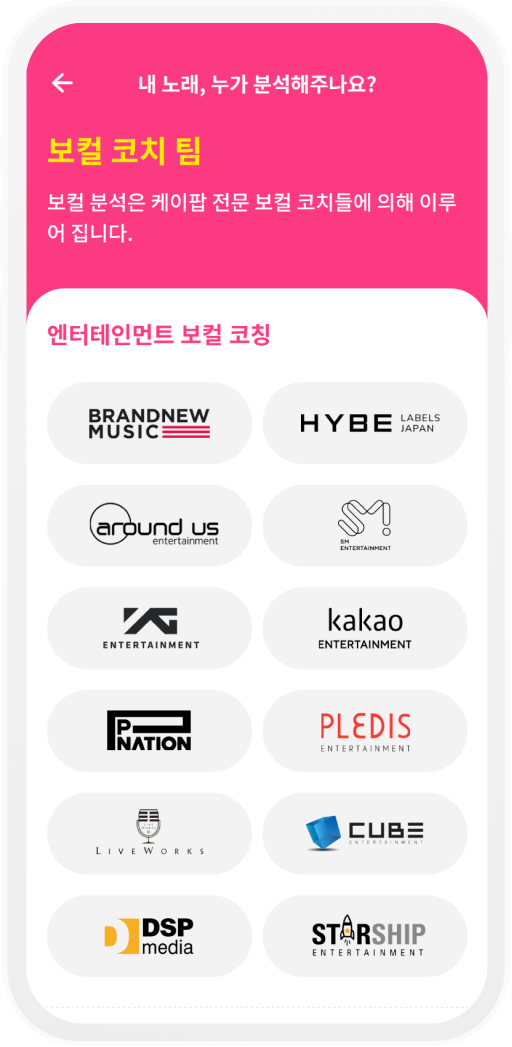 내 노래, 누가 분석해주나요?
보컬 코치 팀
보컬 분석은 케이팝 전문 보컬 코치들에 의해 이루
어 집니다.
엔터테인먼트 보컬 코칭
BRANDNEW
MUSIC
HYBE LABELS
JAPAN
around us
entertainment
SM
SM
ENTERTAINMENT
YG
ENTERTAINMENT
kakao
ENTERTAINMENT
P
NATION
PLEDIS
ENTERTAINMENT
LIVEWORKS
CUBE
ENTERTAINMENT
D DSP
media
STARSHIP
ENTERTAINMENT